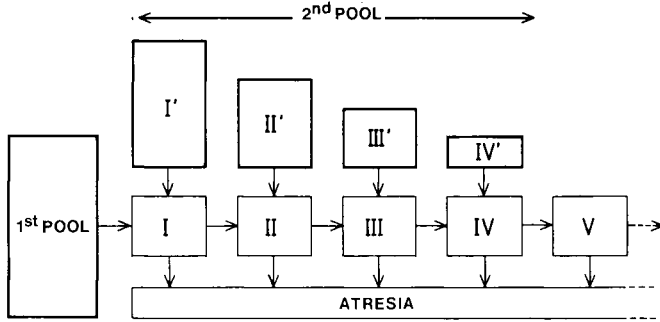 2nd POOL
I'
II'
III'
IV'
1st POOL
I
II
III
IV
V
ATRESIA